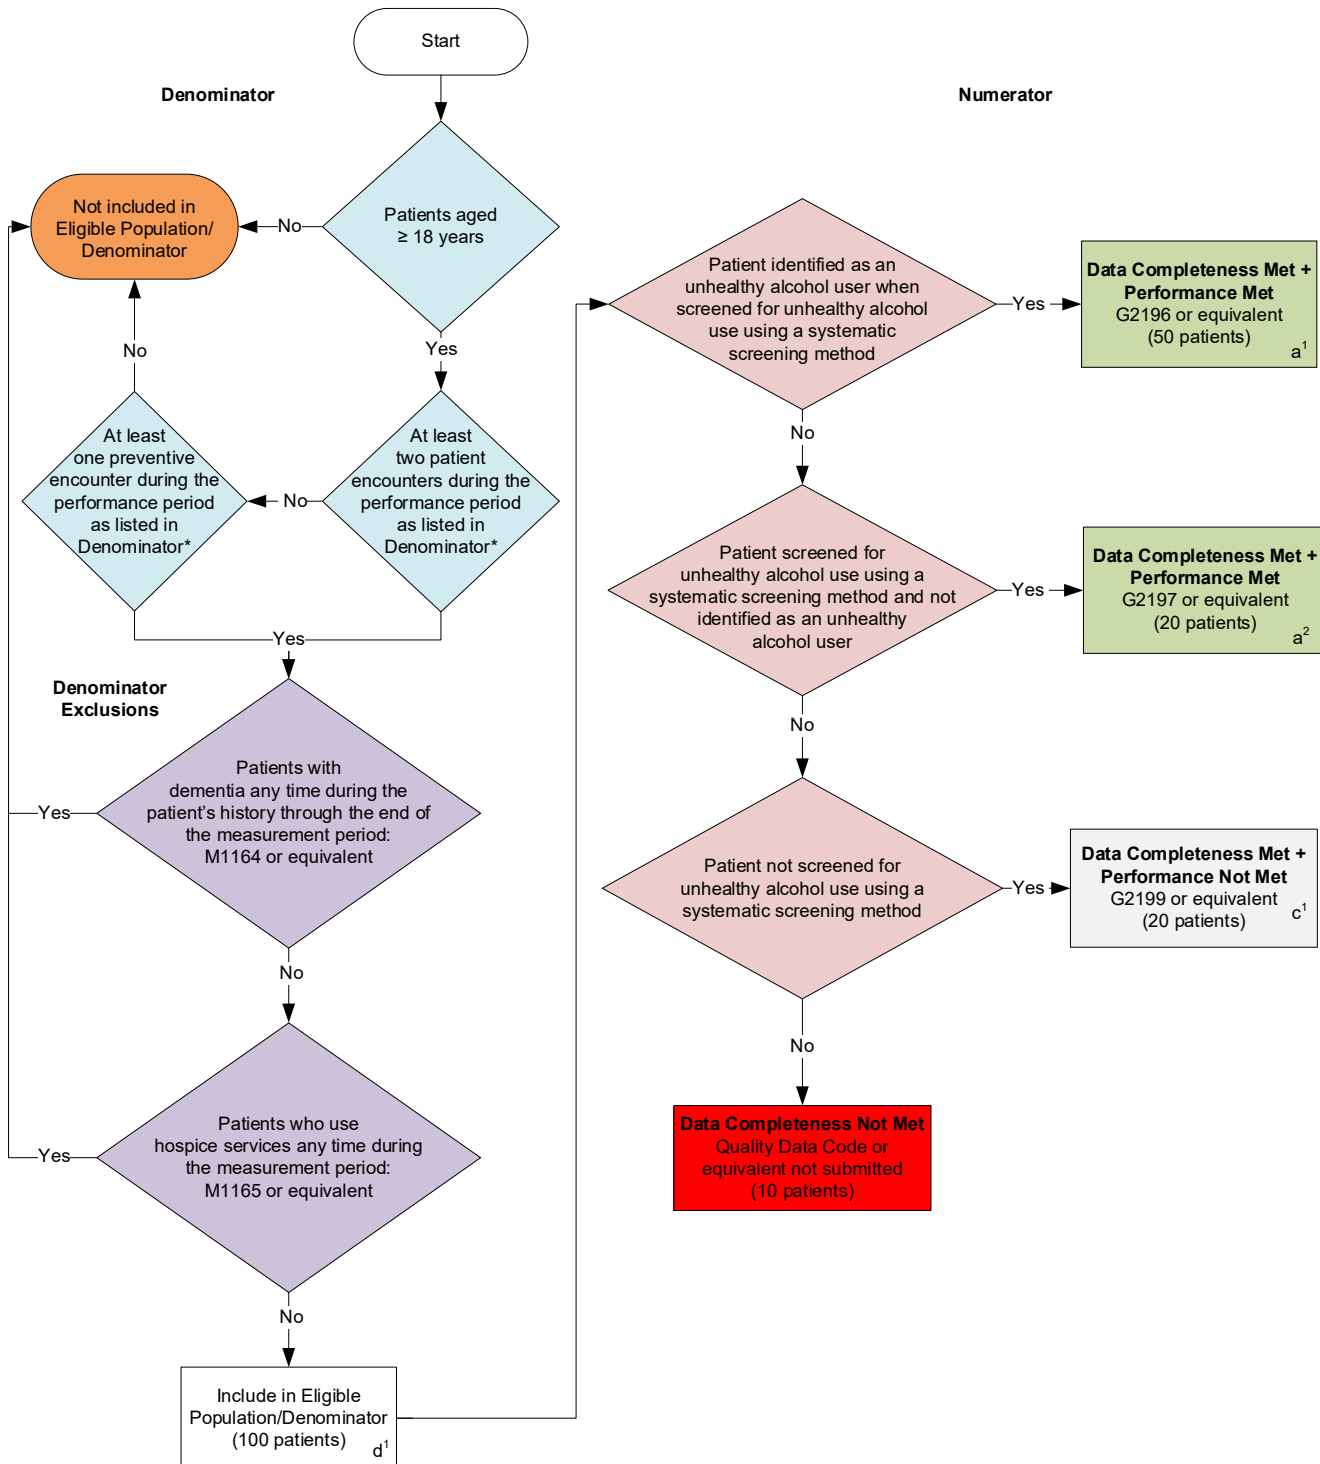 Start
Denominator
Numerator
Patients aged
≥ 18 years
No
Not included in
Eligible Population/
Denominator
Yes
No
At least
two patient
encounters during the
performance period
as listed in
Denominator*
No
At least
one preventive
encounter during the
performance period
as listed in
Denominator*
Yes
Denominator
Exclusions
Patients with
dementia any time during the
patient's history through the end of
the measurement period:
M1164 or equivalent
Yes
No
Patients who use
hospice services any time during
the measurement period:
M1165 or equivalent
Yes
No
Include in Eligible
Population/Denominator
(100 patients)
d¹
Patient identified as an
unhealthy alcohol user when
screened for unhealthy alcohol
use using a systematic
screening method
Yes
Data Completeness Met +
Performance Met
G2196 or equivalent
(50 patients)
a¹
No
Patient screened for
unhealthy alcohol use using a
systematic screening method and not
identified as an unhealthy
alcohol user
Yes
Data Completeness Met +
Performance Met
G2197 or equivalent
(20 patients)
a²
No
Patient not screened for
unhealthy alcohol use using a
systematic screening method
Yes
Data Completeness Met +
Performance Not Met
G2199 or equivalent
(20 patients)
c¹
No
Data Completeness Not Met
Quality Data Code or
equivalent not submitted
(10 patients)